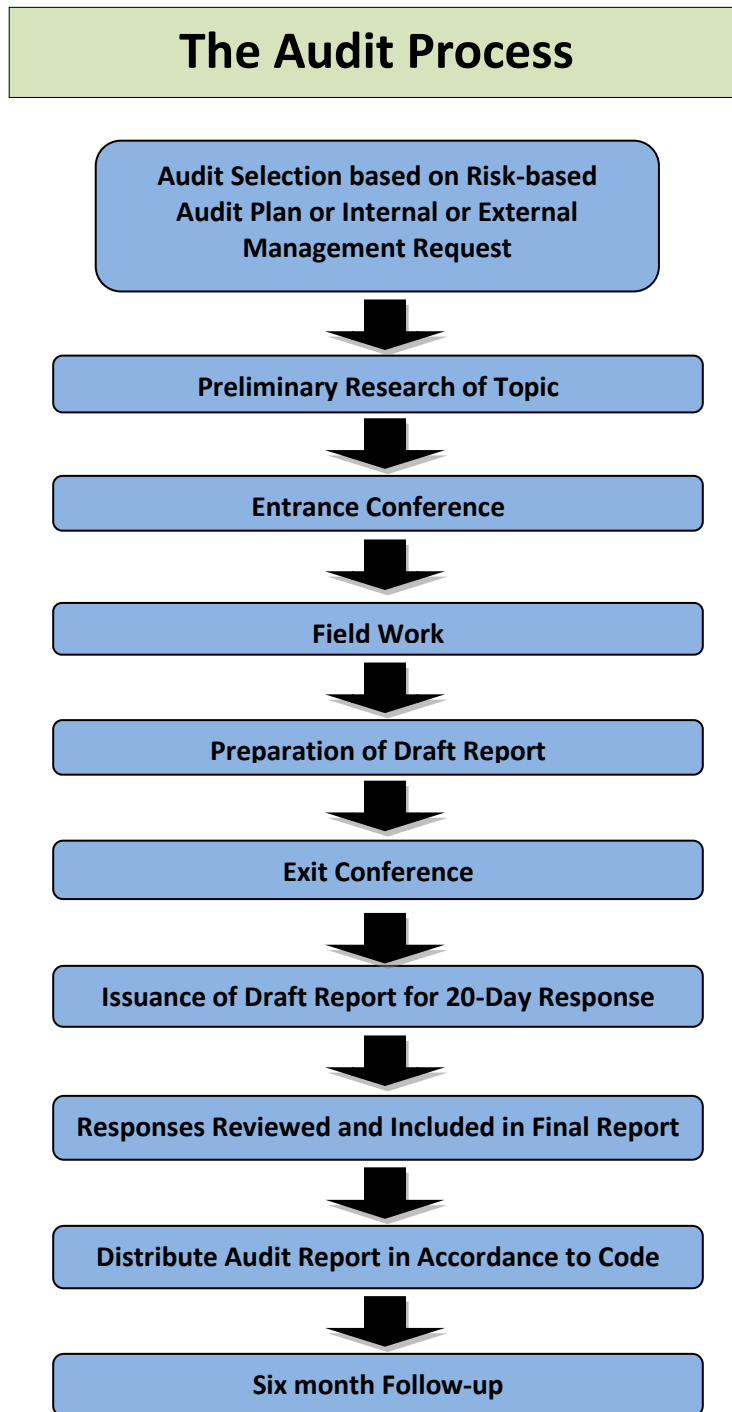 The Audit Process
Audit Selection based on Risk-based
Audit Plan or Internal or External
Management Request
Preliminary Research of Topic
Entrance Conference
Field Work
Preparation of Draft Report
Exit Conference
Issuance of Draft Report for 20-Day Response
Responses Reviewed and Included in Final Report
Distribute Audit Report in Accordance to Code
Six month Follow-up